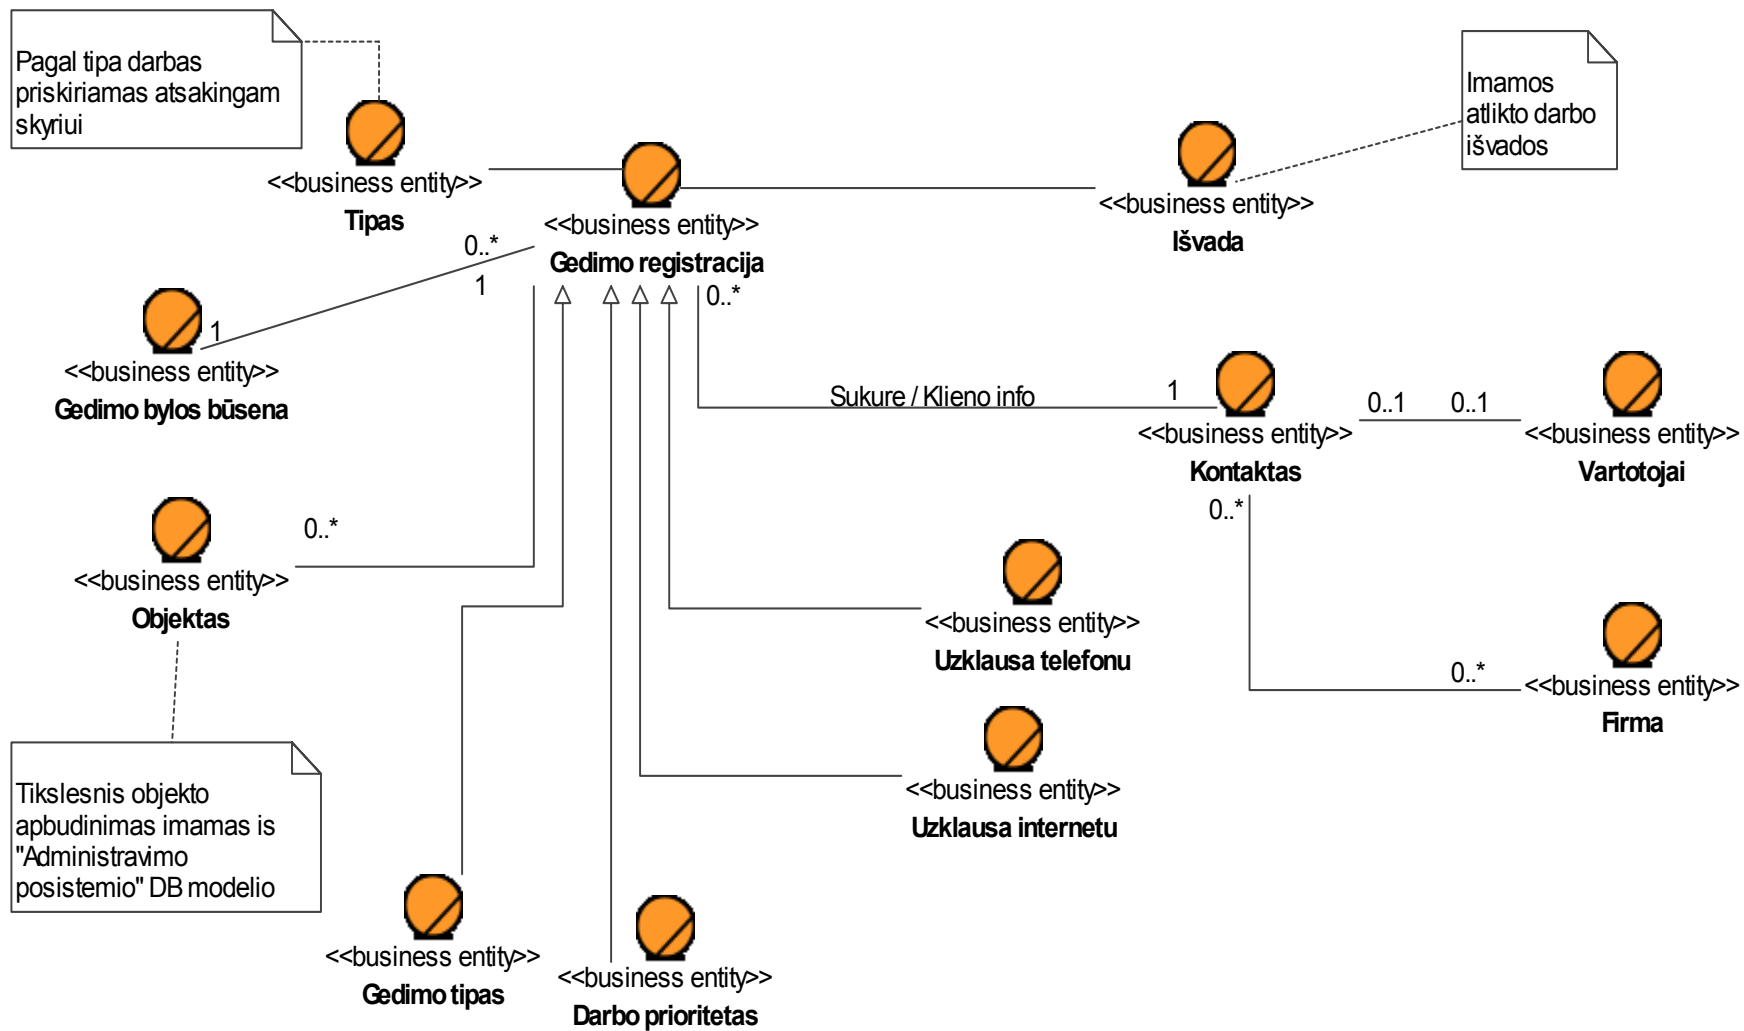 Pagal tipa darbas
priskiriamas atsakingam
skyriui
<<business entity>>
Tipas
<<business entity>>
Gedimo registracija
<<business entity>>
Išvada
Imamos
atlikto darbo
išvados
0..*
1
1
0..*
<<business entity>>
Gedimo bylos būsena
Sukure / Klieno info
1
<<business entity>>
Kontaktas
0..1
0..1
<<business entity>>
Vartotojai
0..*
0..*
<<business entity>>
Objektas
<<business entity>>
Uzklausa telefonu
0..*
<<business entity>>
Firma
<<business entity>>
Uzklausa internetu
Tikslesnis objekto
apbudinimas imamas is
"Administravimo
posistemio" DB modelio
<<business entity>>
Gedimo tipas
<<business entity>>
Darbo prioritetas